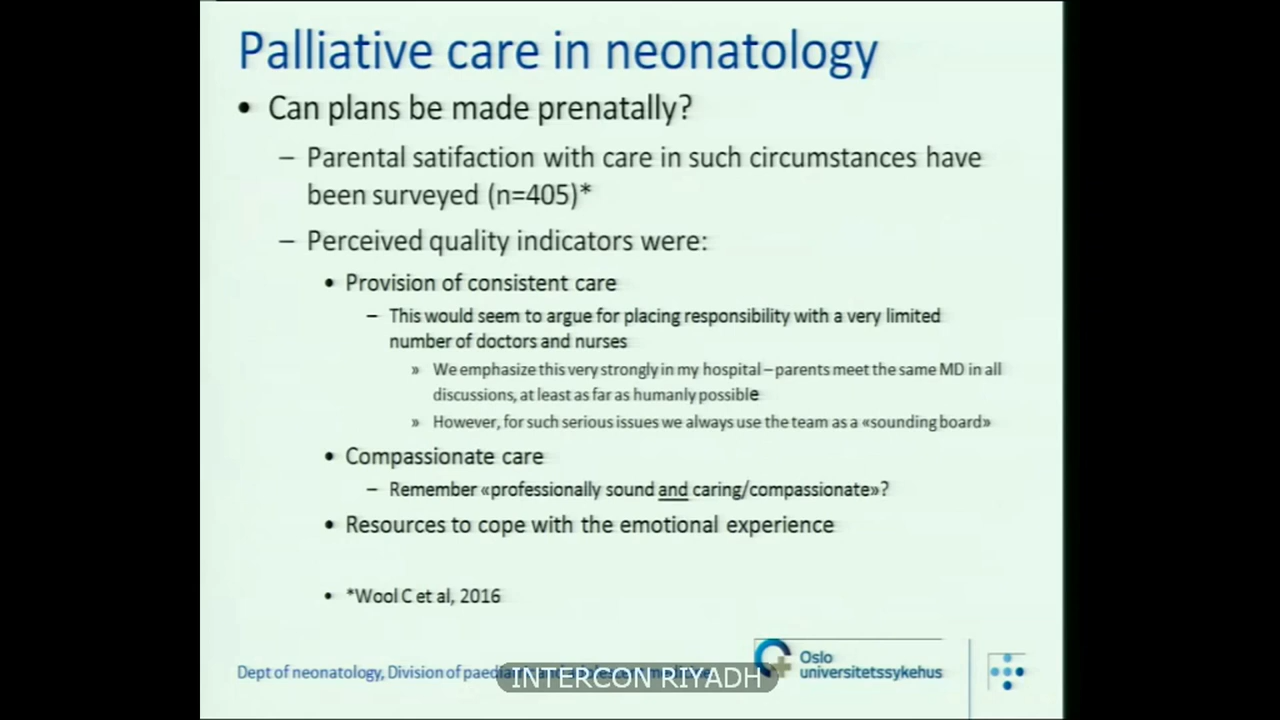 Palliative care in neonatology
• Can plans be made prenatally?
– Parental satifaction with care in such circumstances have
been surveyed (n=405)*
– Perceived quality indicators were:
• Provision of consistent care
– This would seem to argue for placing responsibility with a very limited
number of doctors and nurses
» We emphasize this very strongly in my hospital – parents meet the same MD in all
discussions, at least as far as humanly possible
» However, for such serious issues we always use the team as a «sounding board»
• Compassionate care
– Remember «professionally sound and caring/compassionate»?
• Resources to cope with the emotional experience
• *Wool C et al, 2016
Dept of neonatology, Division of
INTERCON RIYADH
Oslo
universitetssykehus